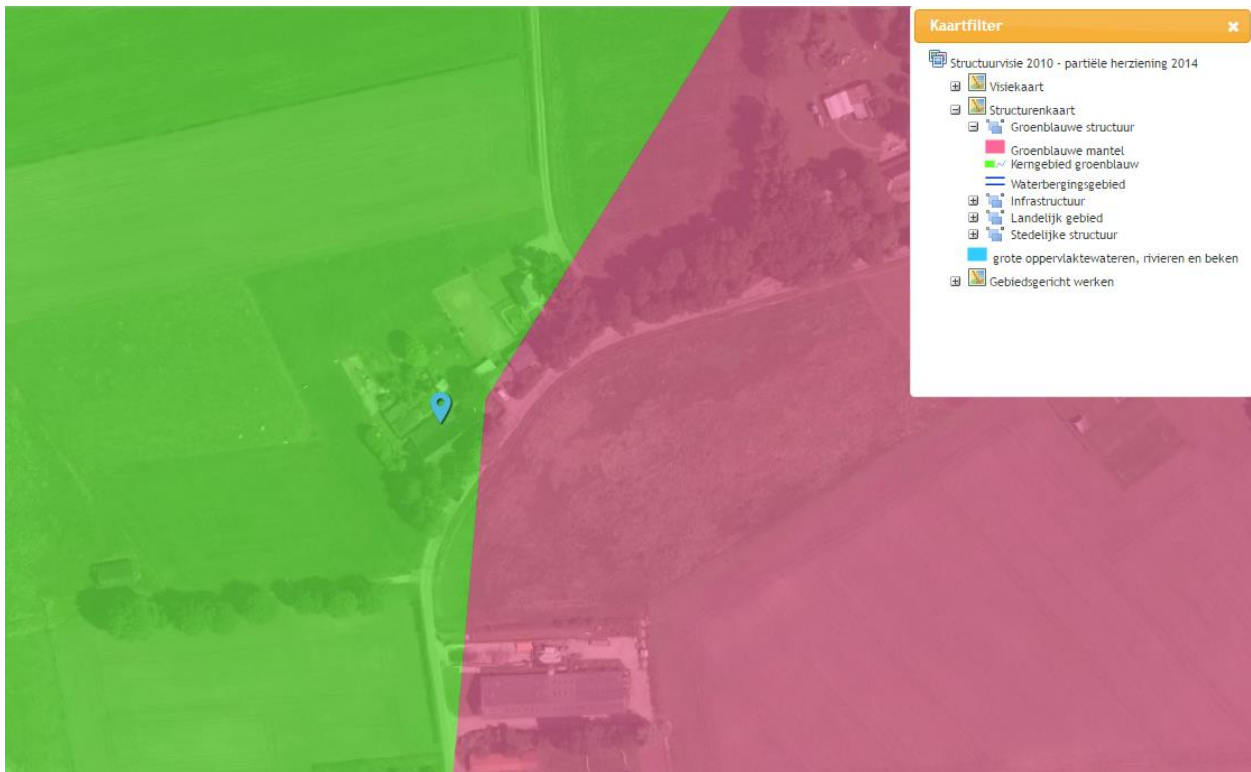 Kaartfilter
Structuurvisie 2010 - partiële herziening 2014
Visiekaart
Structurenkaart
Groenblauwe structuur
Groenblauwe mantel
Kerngebied groenblauw
Waterbergingsgebied
Infrastructuur
Landelijk gebied
Stedelijke structuur
grote oppervlaktewateren, rivieren en beken
Gebiedsgericht werken